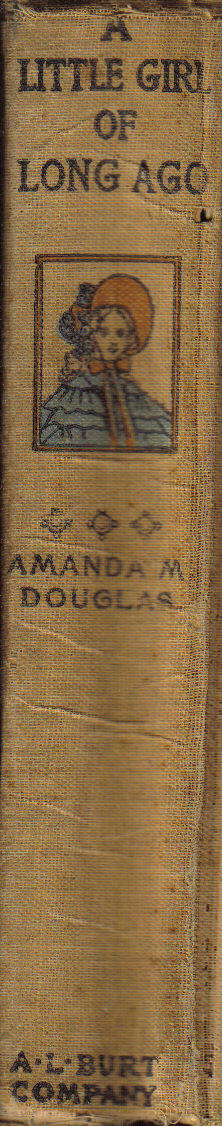 A
LITTLE GIRL
OF
LONG AGO
AMANDA M
DOUGLAS
A·L·BURT
COMPANY